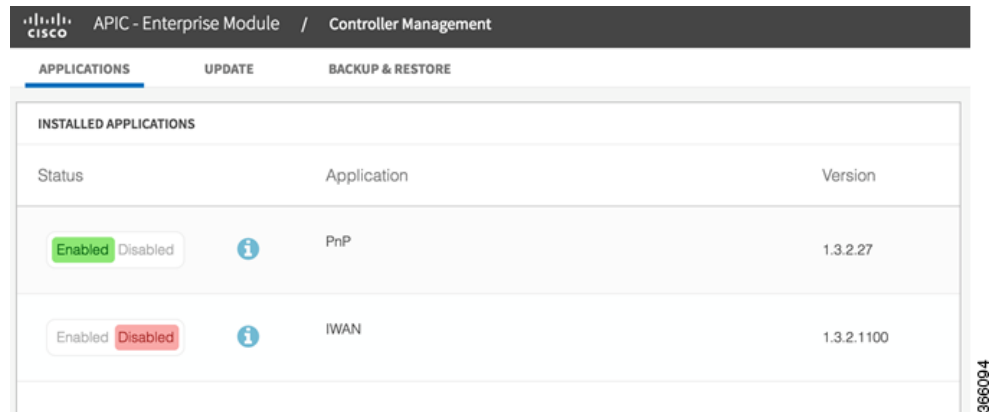 CISCO APIC - Enterprise Module / Controller Management
APPLICATIONS UPDATE BACKUP & RESTORE
INSTALLED APPLICATIONS
Status Application Version
Enabled Disabled PnP 1.3.2.27
Enabled Disabled IWAN 1.3.2.1100
366094